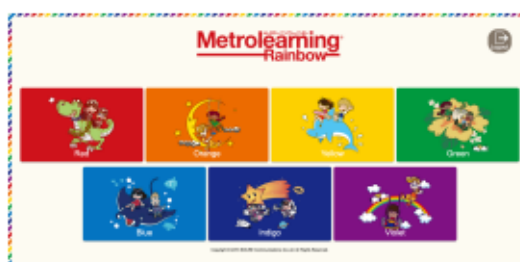 Metrolearning
Rainbow
Red
Orange
Yellow
Green
Blue
Indigo
Violet